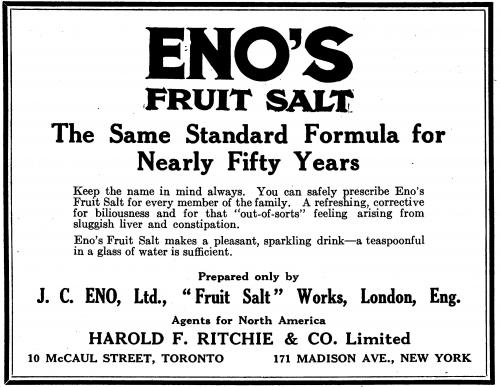 ENO'S
FRUIT SALT
The Same Standard Formula for
Nearly Fifty Years
Keep the name in mind always. You can safely prescribe Eno's
Fruit Salt for every member of the family. A refreshing, corrective
for biliousness and for that "out-of-sorts" feeling arising from
sluggish liver and constipation.
Eno's Fruit Salt makes a pleasant, sparkling drink—a teaspoonful
in a glass of water is sufficient.
Prepared only by
J. C. ENO, Ltd., "Fruit Salt" Works, London, Eng.
Agents for North America
HAROLD F. RITCHIE & CO. Limited
10 McCAUL STREET, TORONTO 171 MADISON AVE., NEW YORK